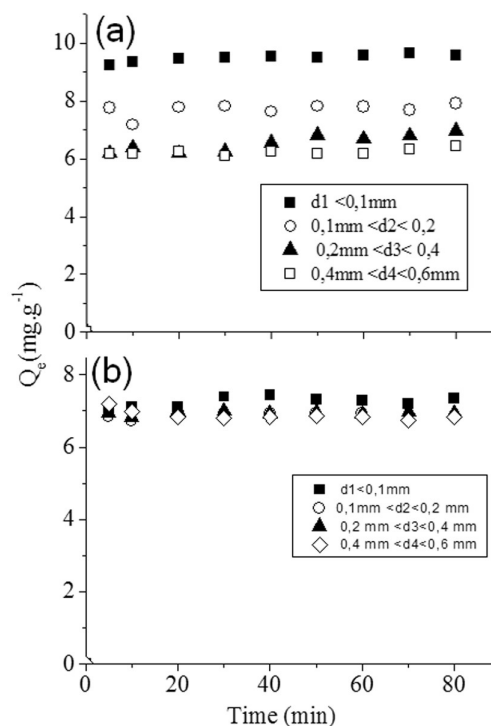 (a)
10
8
6
4
2
0
d1 <0,1mm
0,1mm <d2< 0,2
0,2mm <d3< 0,4
0,4mm <d4<0,6mm
Qe (mg.g-1)
(b)
8
6
4
2
0
d1<0,1mm
0,1mm <d2<0,2 mm
0,2 mm <d3<0,4 mm
0,4 mm <d4<0,6 mm
0 20 40 60 80
Time (min)